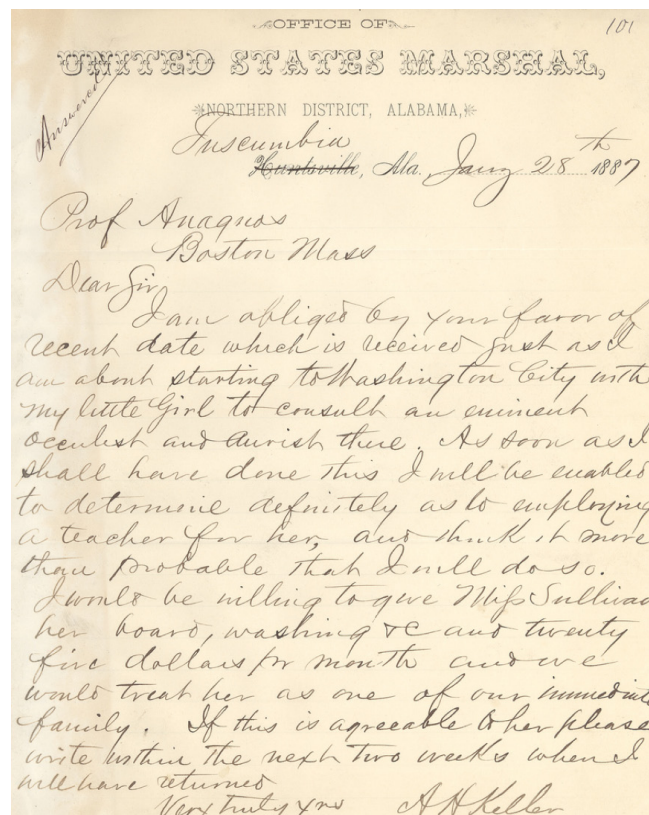 OFFICE OF
101
UNITED STATES MARSHAL,
Answered
NORTHERN DISTRICT, ALABAMA,
Tuscumbia
Huntsville, Ala. Jany 28th 1887
Prof Anagnos
Boston Mass
Dear Sir
I am obliged by your favor of
recent date which is received just as I
am about starting to Washington City with
my little Girl to consult an eminent
occulist and aurist there. As soon as I
shall have done this I will be enabled
to determine definitely as to employing
a teacher for her, and think it more
than probable that I will do so.
I would be willing to give Miss Sullivan
her board, washing &c and twenty
five dollars pr month and we
would treat her as one of our immediate
family. If this is agreeable to her please
write within the next two weeks when I
will have returned
Very truly yrs A H Keller